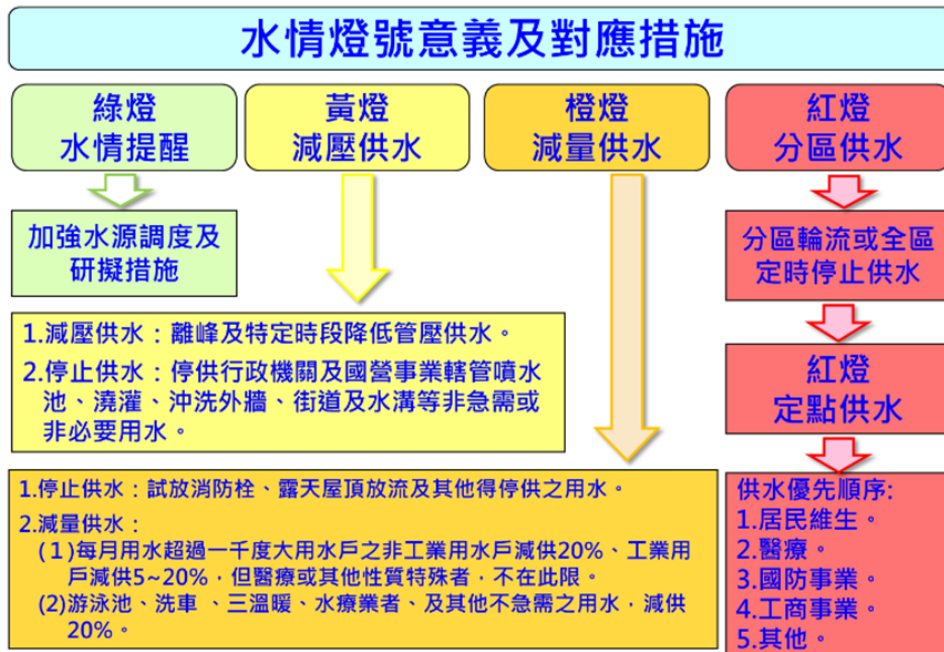 水情燈號意義及對應措施
綠燈
水情提醒
黃燈
減壓供水
橙燈
減量供水
紅燈
分區供水
加強水源調度及
研擬措施
分區輪流或全區
定時停止供水
1.減壓供水：離峰及特定時段降低管壓供水。
2.停止供水：停供行政機關及國營事業轄管噴水
池、澆灌、沖洗外牆、街道及水溝等非急需或
非必要用水。
紅燈
定點供水
1.停止供水：試放消防栓、露天屋頂放流及其他得停供之用水。
2.減量供水：
(1)每月用水超過一千度大用水戶之非工業用水戶減供20%、工業用
戶減供5~20%，但醫療或其他性質特殊者，不在此限。
(2)游泳池、洗車、三溫暖、水療業者、及其他不急需之用水，減供
20%。
供水優先順序:
1.居民維生。
2.醫療。
3.國防事業。
4.工商事業。
5.其他。